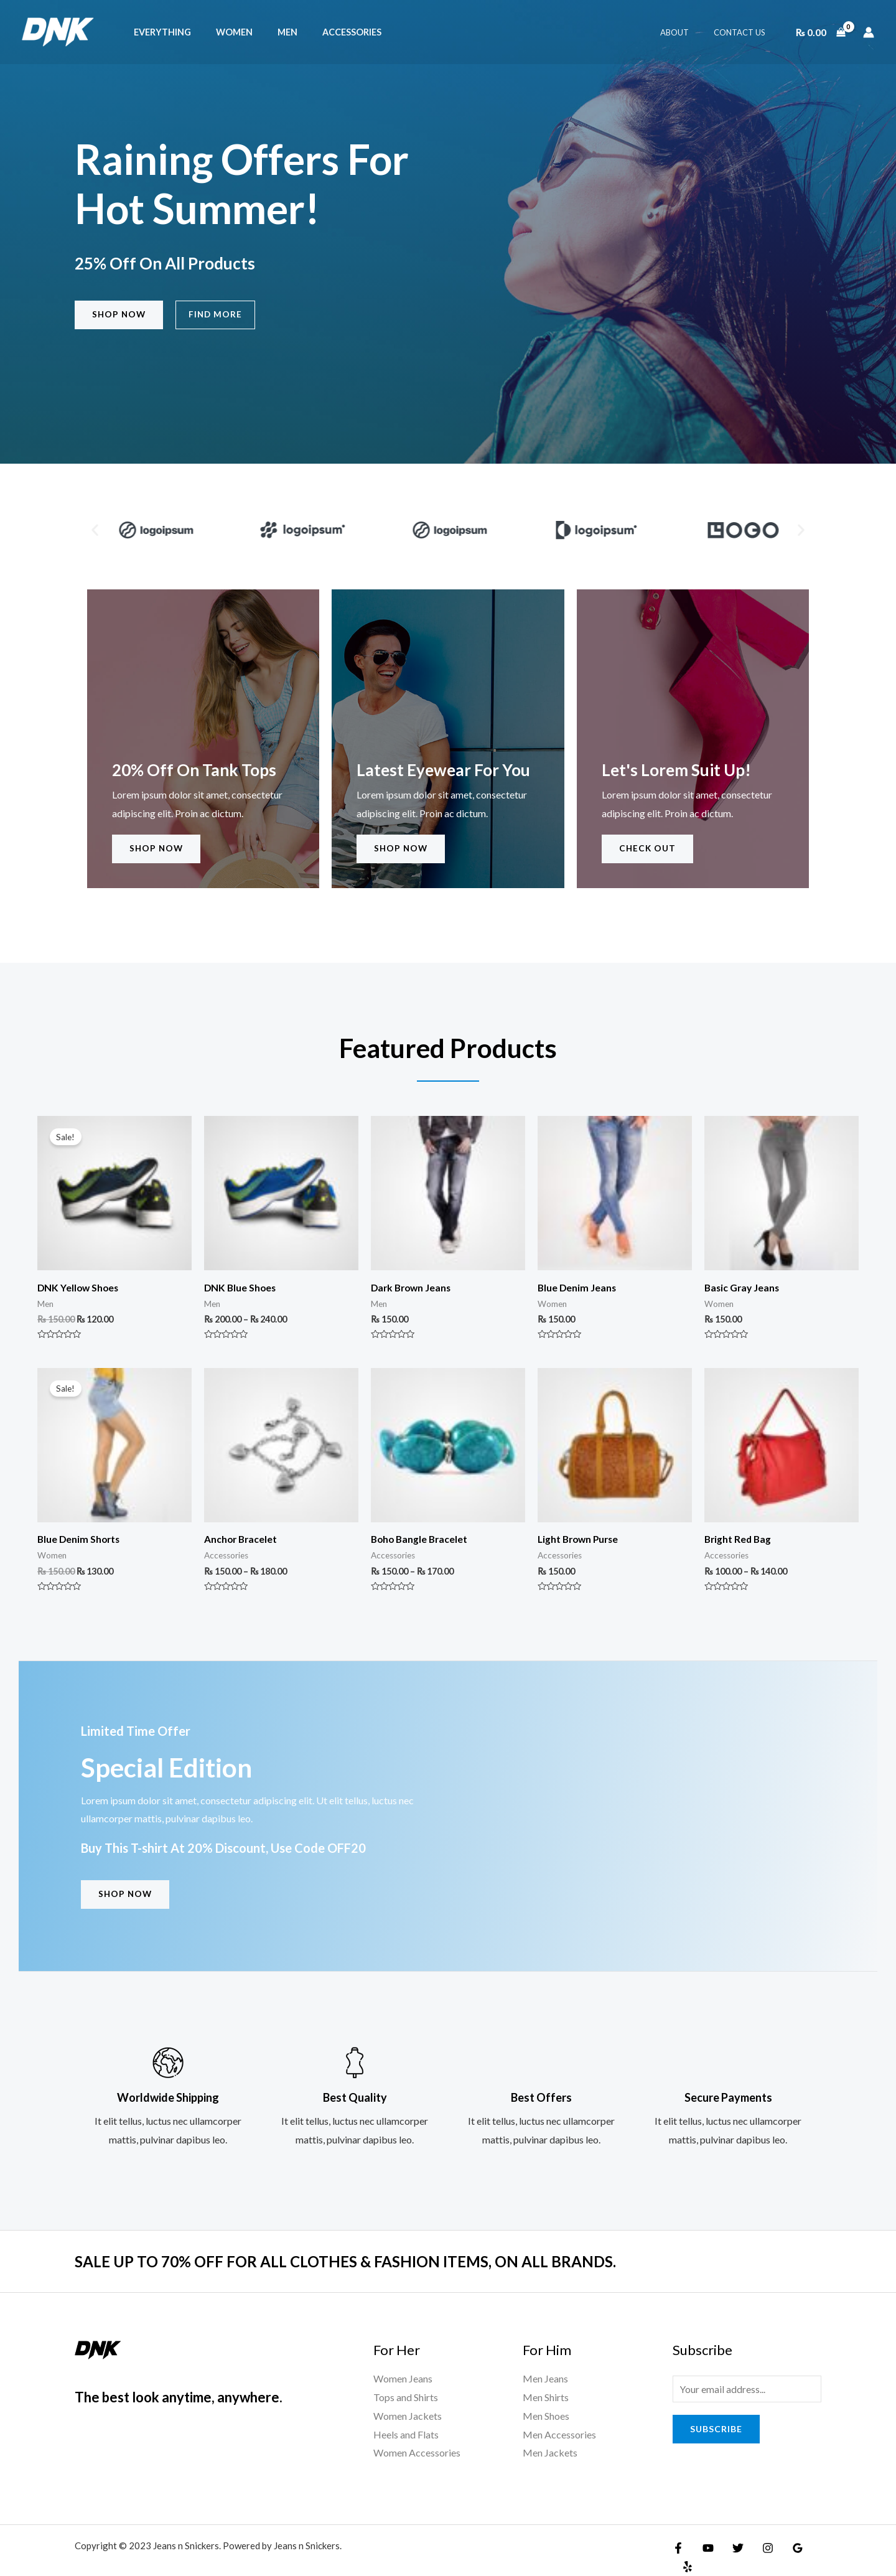 DNK
EVERYTHING WOMEN MEN ACCESSORIES
ABOUT CONTACT US
₨ 0.00 0
Raining Offers For
Hot Summer!
25% Off On All Products
SHOP NOW FIND MORE
logoipsum logoipsum logoipsum logoipsum LOGO
20% Off On Tank Tops
Lorem ipsum dolor sit amet, consectetur
adipiscing elit. Proin ac dictum.
SHOP NOW
Latest Eyewear For You
Lorem ipsum dolor sit amet, consectetur
adipiscing elit. Proin ac dictum.
SHOP NOW
Let's Lorem Suit Up!
Lorem ipsum dolor sit amet, consectetur
adipiscing elit. Proin ac dictum.
CHECK OUT
Featured Products
Sale!
DNK Yellow Shoes
Men
₨ 150.00 ₨ 120.00
DNK Blue Shoes
Men
₨ 200.00 – ₨ 240.00
Dark Brown Jeans
Men
₨ 150.00
Blue Denim Jeans
Women
₨ 150.00
Basic Gray Jeans
Women
₨ 150.00
Sale!
Blue Denim Shorts
Women
₨ 150.00 ₨ 130.00
Anchor Bracelet
Accessories
₨ 150.00 – ₨ 180.00
Boho Bangle Bracelet
Accessories
₨ 150.00 – ₨ 170.00
Light Brown Purse
Accessories
₨ 150.00
Bright Red Bag
Accessories
₨ 100.00 – ₨ 140.00
Limited Time Offer
Special Edition
Lorem ipsum dolor sit amet, consectetur adipiscing elit. Ut elit tellus, luctus nec
ullamcorper mattis, pulvinar dapibus leo.
Buy This T-shirt At 20% Discount, Use Code OFF20
SHOP NOW
Worldwide Shipping
It elit tellus, luctus nec ullamcorper
mattis, pulvinar dapibus leo.
Best Quality
It elit tellus, luctus nec ullamcorper
mattis, pulvinar dapibus leo.
Best Offers
It elit tellus, luctus nec ullamcorper
mattis, pulvinar dapibus leo.
Secure Payments
It elit tellus, luctus nec ullamcorper
mattis, pulvinar dapibus leo.
SALE UP TO 70% OFF FOR ALL CLOTHES & FASHION ITEMS, ON ALL BRANDS.
DNK
The best look anytime, anywhere.
For Her
Women Jeans
Tops and Shirts
Women Jackets
Heels and Flats
Women Accessories
For Him
Men Jeans
Men Shirts
Men Shoes
Men Accessories
Men Jackets
Subscribe
Your email address...
SUBSCRIBE
Copyright © 2023 Jeans n Snickers. Powered by Jeans n Snickers.